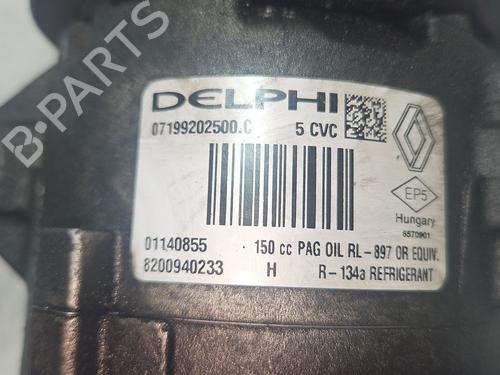 DELPHI
07199202500.C 5 CVC
EP5
Hungary
8570901
01140855 150 cc PAG OIL RL-897 OR EQUIV.
8200940233 H R-134a REFRIGERANT
B-PARTS